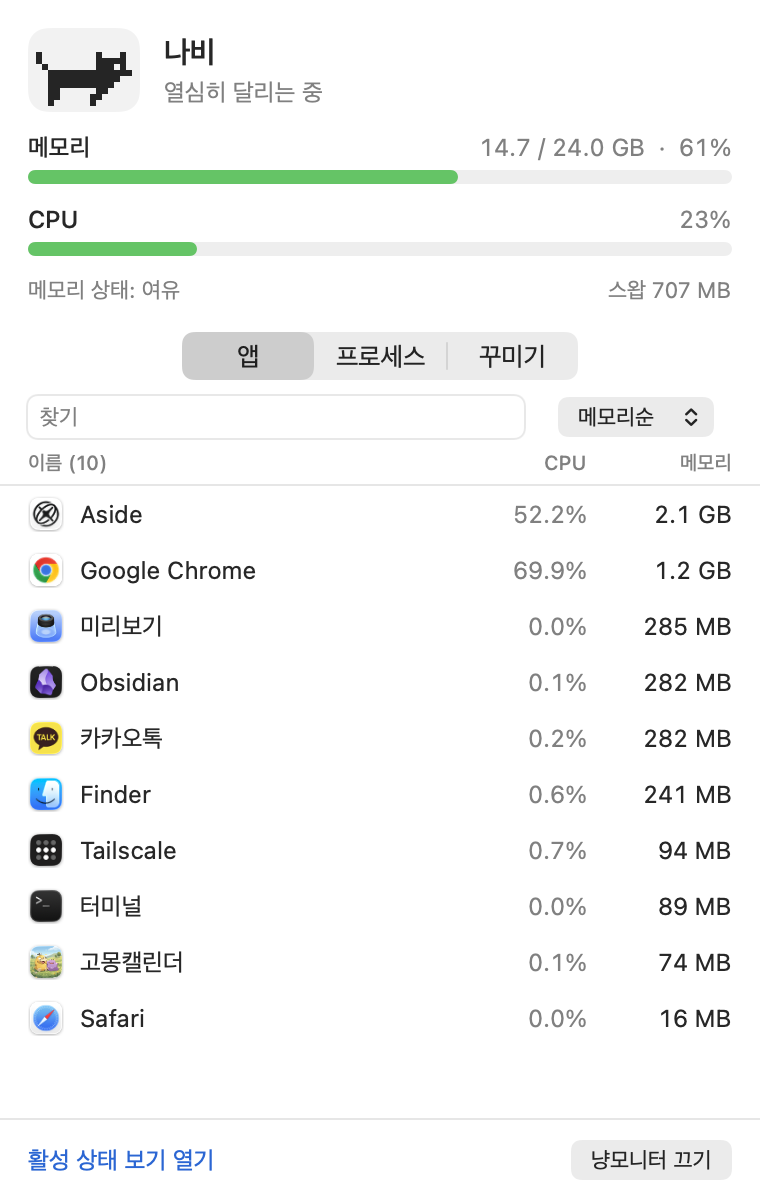 나비
열심히 달리는 중
메모리 14.7 / 24.0 GB · 61%
CPU 23%
메모리 상태: 여유 스왑 707 MB
앱 프로세스 꾸미기
찾기 메모리순
이름 (10) CPU 메모리
Aside 52.2% 2.1 GB
Google Chrome 69.9% 1.2 GB
미리보기 0.0% 285 MB
Obsidian 0.1% 282 MB
TALK 카카오톡 0.2% 282 MB
Finder 0.6% 241 MB
Tailscale 0.7% 94 MB
>_ 터미널 0.0% 89 MB
고몽캘린더 0.1% 74 MB
Safari 0.0% 16 MB
활성 상태 보기 열기 냥모니터 끄기